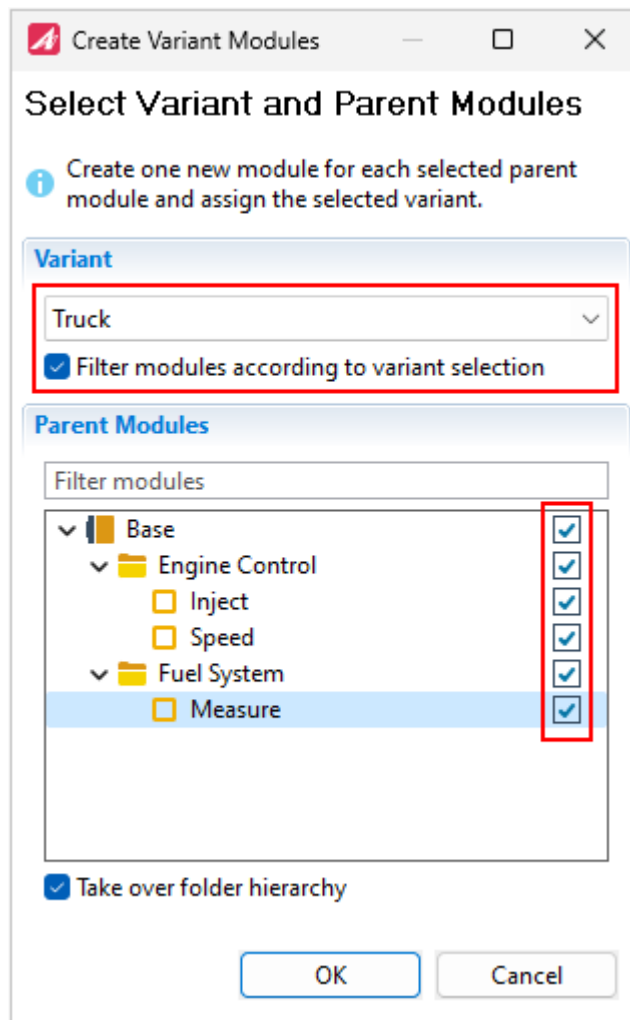 Create Variant Modules
Select Variant and Parent Modules
Create one new module for each selected parent
module and assign the selected variant.
Variant
Truck
Filter modules according to variant selection
Parent Modules
Filter modules
Base
Engine Control
Inject
Speed
Fuel System
Measure
Take over folder hierarchy
OK
Cancel